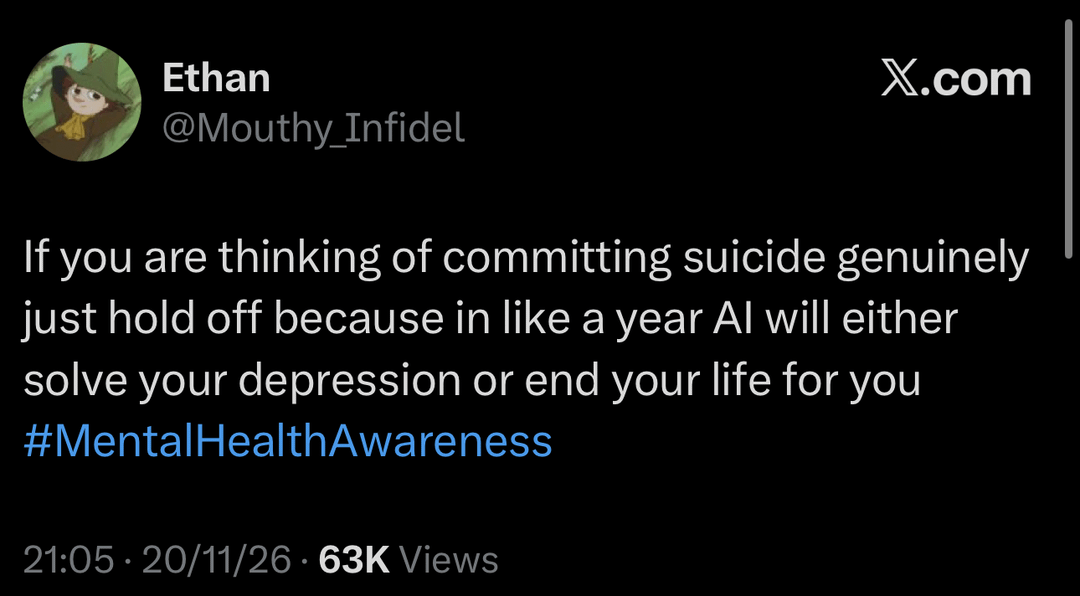 Ethan
X.com
@Mouthy_Infidel
If you are thinking of committing suicide genuinely
just hold off because in like a year AI will either
solve your depression or end your life for you
#MentalHealthAwareness
21:05 · 20/11/26 · 63K Views